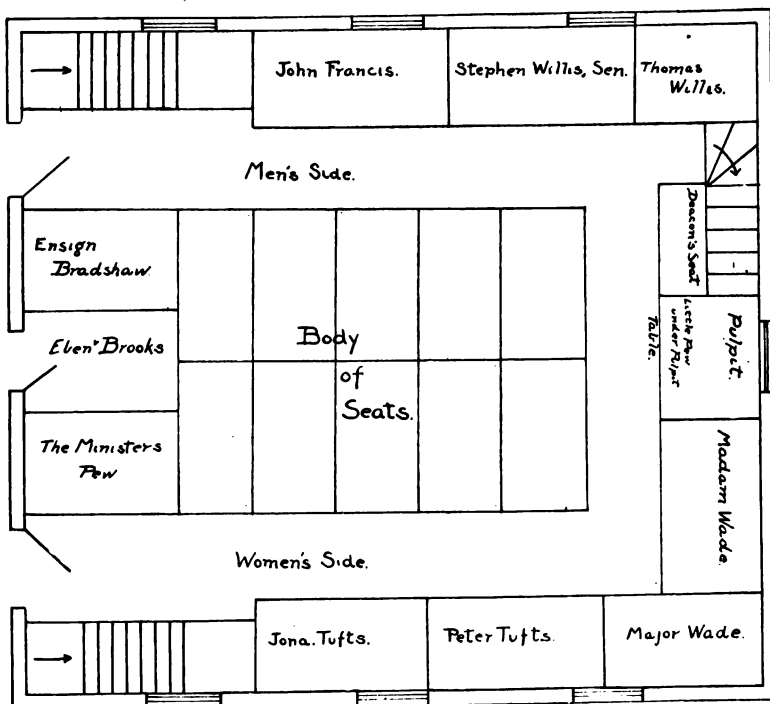 John Francis.
Stephen Willis, Sen.
Thomas
Willis.
Men's Side.
Deacon's Seat
Ensign
Bradshaw
Pulpit.
Little Pew
under Pulpit
Table.
Eben^r Brooks
Body
of
Seats.
The Ministers
Pew
Madam Wade.
Women's Side.
Jona. Tufts.
Peter Tufts.
Major Wade.